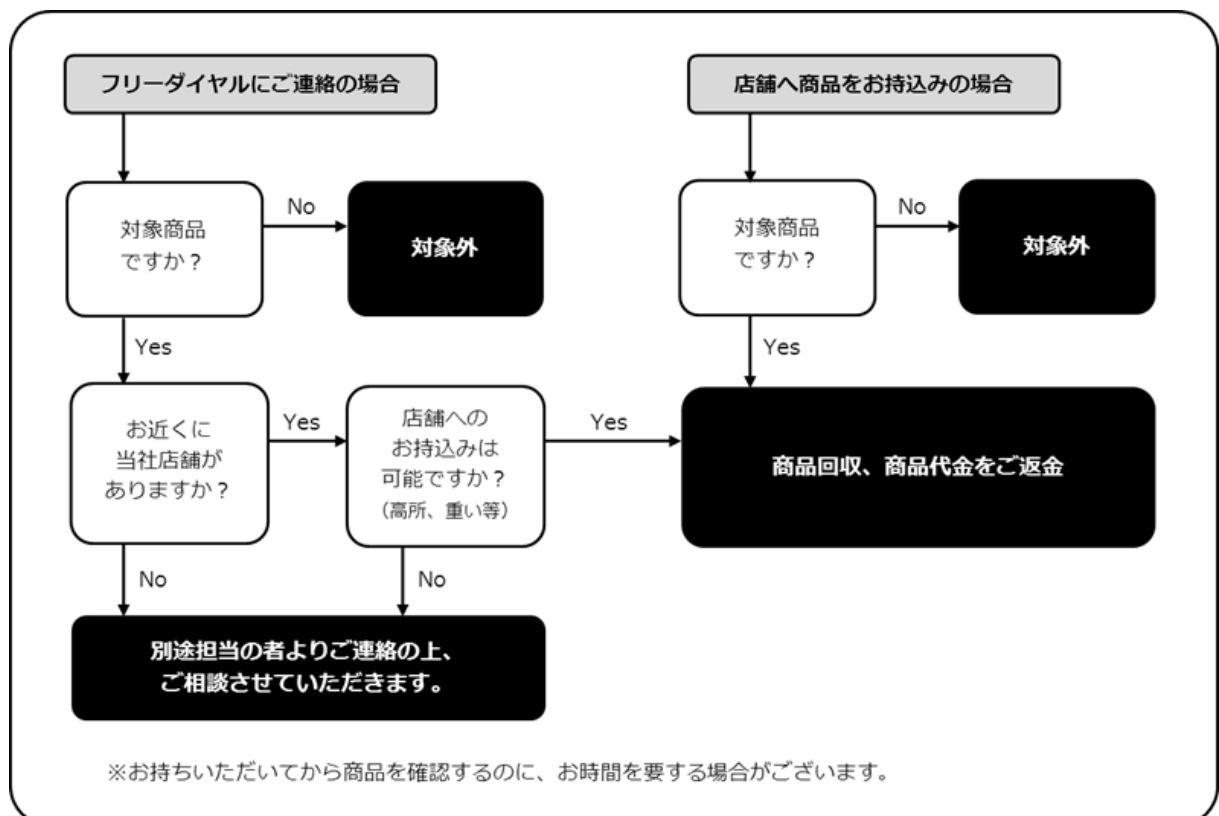 フリーダイヤルにご連絡の場合
対象商品
ですか？
No
対象外
Yes
お近くに
当社店舗が
ありますか？
Yes
店舗への
お持込みは
可能ですか？
（高所、重い等）
Yes
No
No
別途担当の者よりご連絡の上、
ご相談させていただきます。
店舗へ商品をお持込みの場合
対象商品
ですか？
No
対象外
Yes
商品回収、商品代金をご返金
※お持ちいただいてから商品を確認するのに、お時間を要する場合がございます。